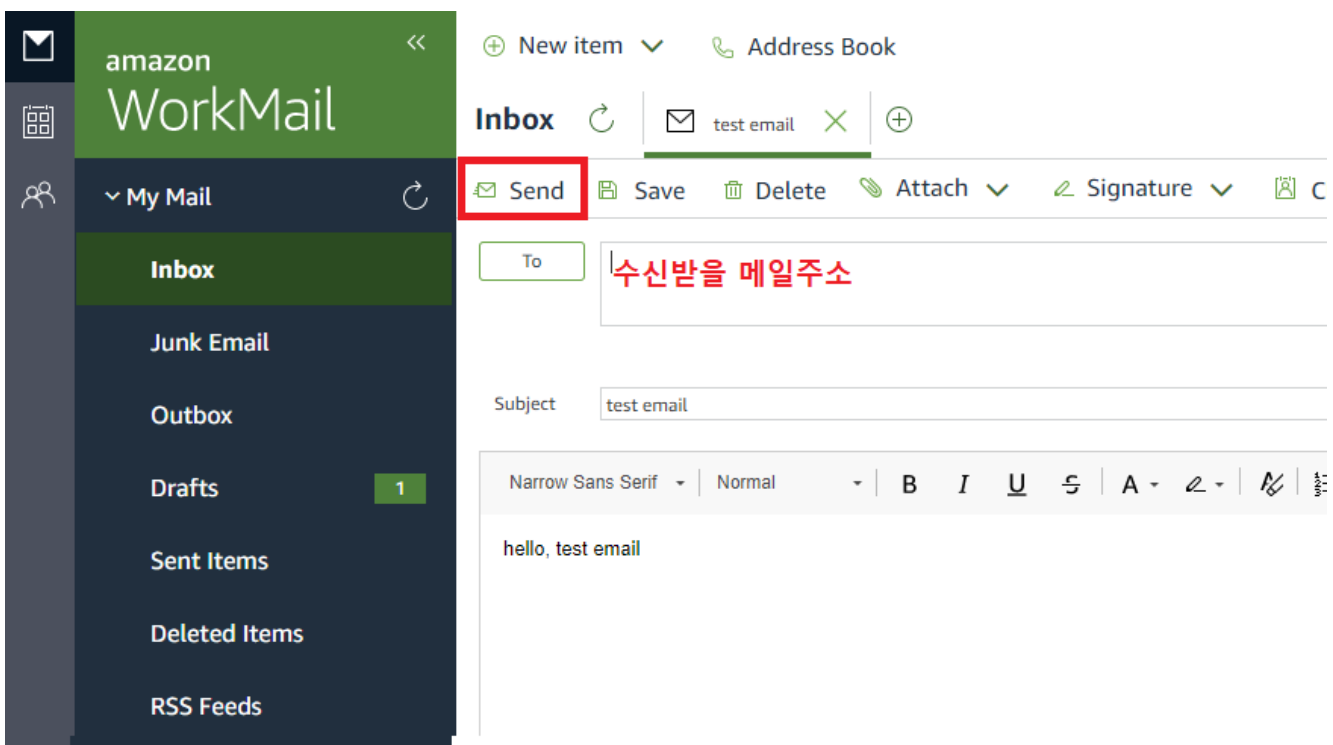 amazon
WorkMail
My Mail
Inbox
Junk Email
Outbox
Drafts 1
Sent Items
Deleted Items
RSS Feeds
New item Address Book
Inbox test email
Send Save Delete Attach Signature C
To 수신받을 메일주소
Subject test email
Narrow Sans Serif Normal B I U S A
hello, test email